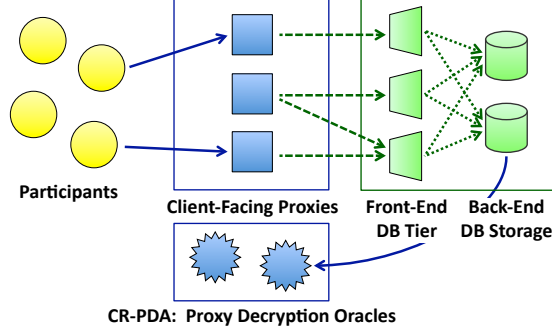 Participants
Client-Facing Proxies
Front-End
DB Tier
Back-End
DB Storage
CR-PDA: Proxy Decryption Oracles